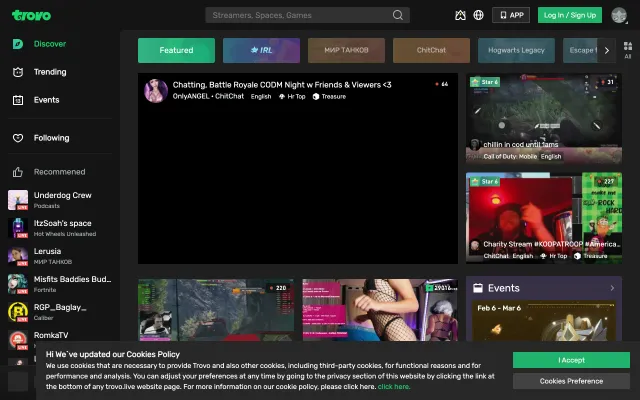 trovo
Streamers, Spaces, Games
APP
Log In / Sign Up
Discover
Trending
Events
Following
Recommened
Underdog Crew
Podcasts
LIVE
ItzSoah's space
Hot Wheels Unleashed
LIVE
Lerusia
МИР ТАНКОВ
LIVE
Misfits Baddies Bud...
Fortnite
LIVE
RGP_Baglay_
Caliber
LIVE
RomkaTV
Featured
IRL
МИР ТАНКОВ
ChitChat
Hogwarts Legacy
Escape
All
Chatting, Battle Royale CODM Night w Friends & Viewers <3
OnlyANGEL • ChitChat English Hr Top Treasure
64
Star 6
31
chillin in cod until fams
Call of Duty: Mobile English
Star 6
227
Charity Stream #KOOPATROOP #America...
ChitChat English Hr Top Treasure
220
29316
Events
Feb 6 - Mar 6
Hi We`ve updated our Cookies Policy
We use cookies that are necessary to provide Trovo and also other cookies, including third-party cookies, for functional reasons and for
performance and analysis. You can adjust your preferences at any time by going to the privacy section of this website by clicking the link at
the bottom of any trovo.live website page. For more information on our cookie policy, please click here. click here.
I Accept
Cookies Preference